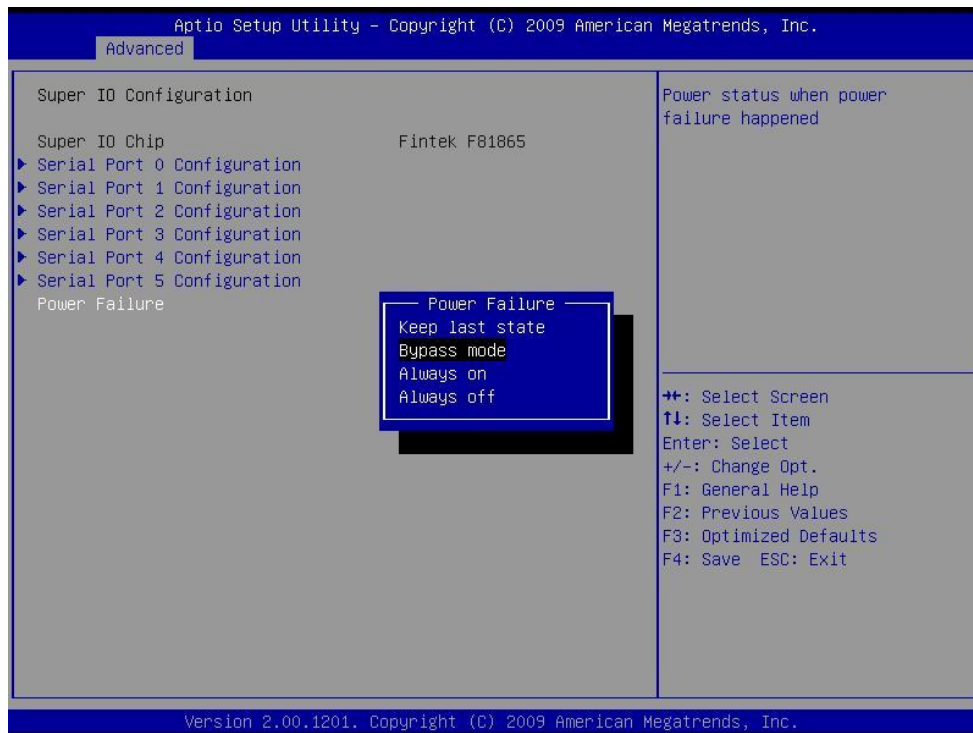 Aptio Setup Utility – Copyright (C) 2009 American Megatrends, Inc.
Advanced
Super IO Configuration
Super IO Chip Fintek F81865
Serial Port 0 Configuration
Serial Port 1 Configuration
Serial Port 2 Configuration
Serial Port 3 Configuration
Serial Port 4 Configuration
Serial Port 5 Configuration
Power Failure
Power Failure
Keep last state
Bypass mode
Always on
Always off
Power status when power
failure happened
→←: Select Screen
↑↓: Select Item
Enter: Select
+/-: Change Opt.
F1: General Help
F2: Previous Values
F3: Optimized Defaults
F4: Save ESC: Exit
Version 2.00.1201. Copyright (C) 2009 American Megatrends, Inc.